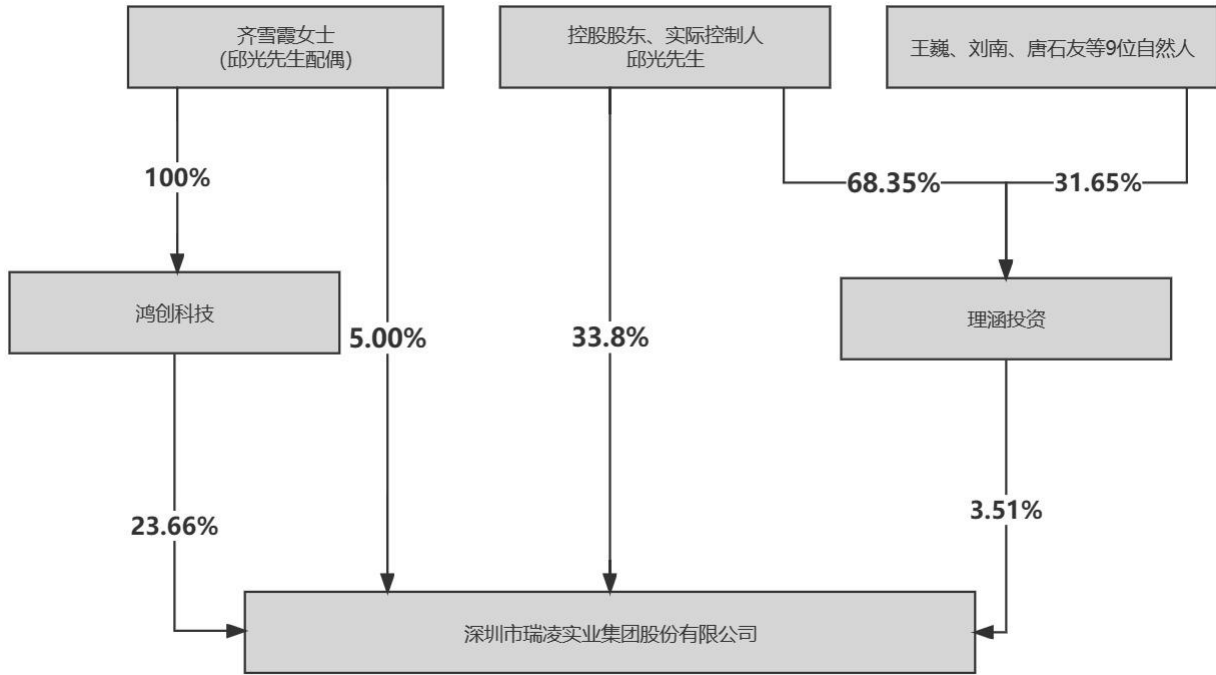 齐雪霞女士
(邱光先生配偶)
控股股东、实际控制人
邱光先生
王巍、刘南、唐石友等9位自然人
100%
68.35%
31.65%
鸿创科技
5.00%
33.8%
理涵投资
23.66%
3.51%
深圳市瑞凌实业集团股份有限公司